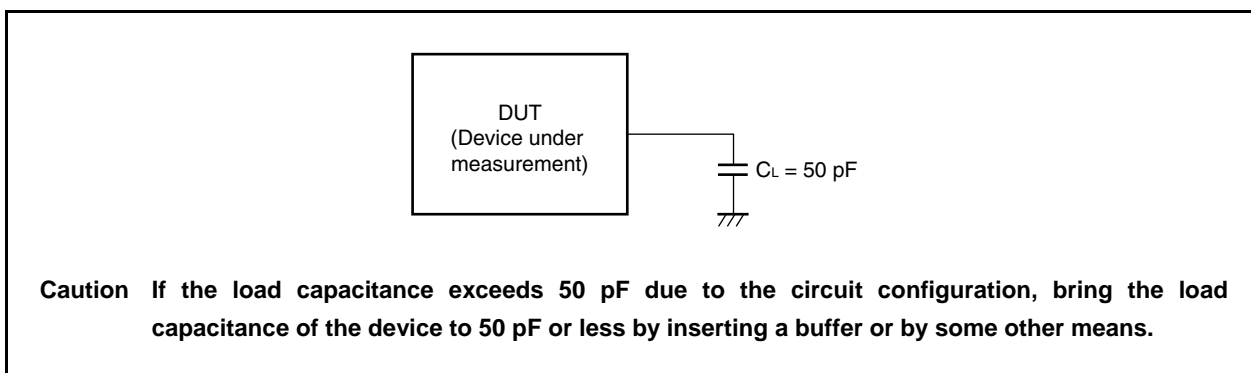 DUT
(Device under
measurement)
CL = 50 pF
Caution If the load capacitance exceeds 50 pF due to the circuit configuration, bring the load
capacitance of the device to 50 pF or less by inserting a buffer or by some other means.